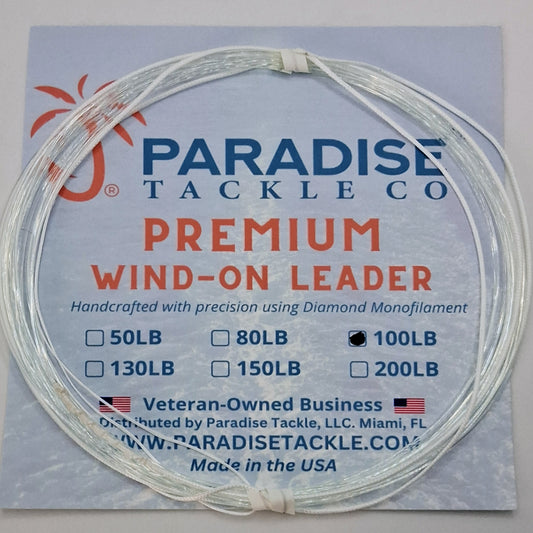 PARADISE
®
TACKLE CO
PREMIUM
WIND-ON LEADER
Handcrafted with precision using Diamond Monofilament
50LB 80LB 100LB
130LB 150LB 200LB
Veteran-Owned Business
Distributed by Paradise Tackle, LLC. Miami, FL
WWW.PARADISETACKLE.COM
Made in the USA